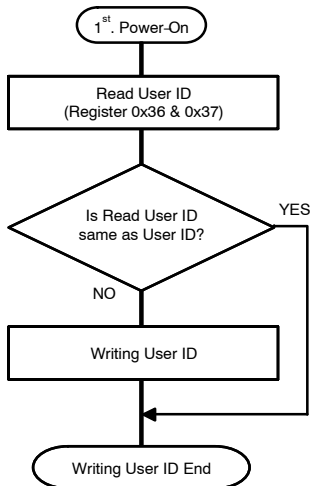 1st. Power-On
Read User ID
(Register 0x36 & 0x37)
Is Read User ID
same as User ID?
YES
NO
Writing User ID
Writing User ID End